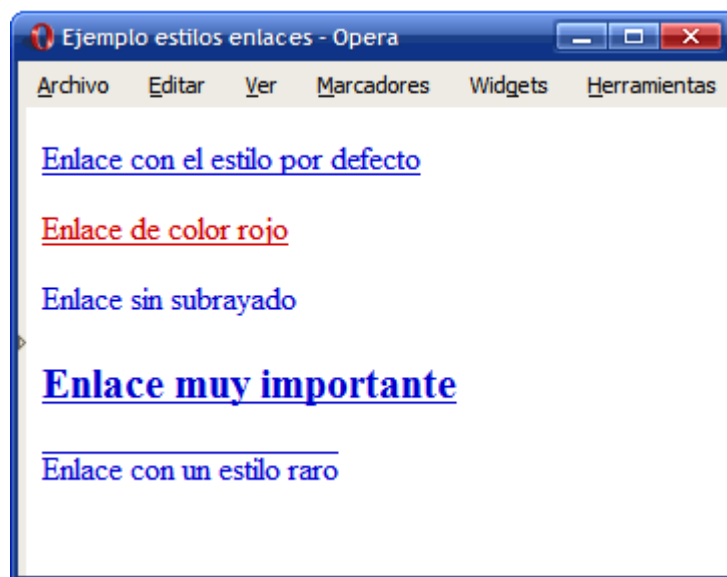 Ejemplo estilos enlaces - Opera
Archivo Editar Ver Marcadores Widgets Herramientas
Enlace con el estilo por defecto
Enlace de color rojo
Enlace sin subrayado
Enlace muy importante
Enlace con un estilo raro